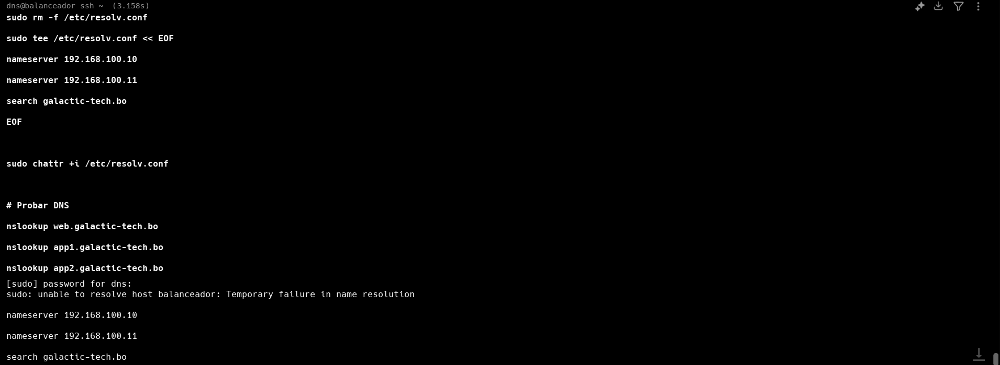 dns@balanceador ssh ~ (3.158s)
sudo rm -f /etc/resolv.conf
sudo tee /etc/resolv.conf << EOF
nameserver 192.168.100.10
nameserver 192.168.100.11
search galactic-tech.bo
EOF
sudo chattr +i /etc/resolv.conf
# Probar DNS
nslookup web.galactic-tech.bo
nslookup app1.galactic-tech.bo
nslookup app2.galactic-tech.bo
[sudo] password for dns:
sudo: unable to resolve host balanceador: Temporary failure in name resolution
nameserver 192.168.100.10
nameserver 192.168.100.11
search galactic-tech.bo